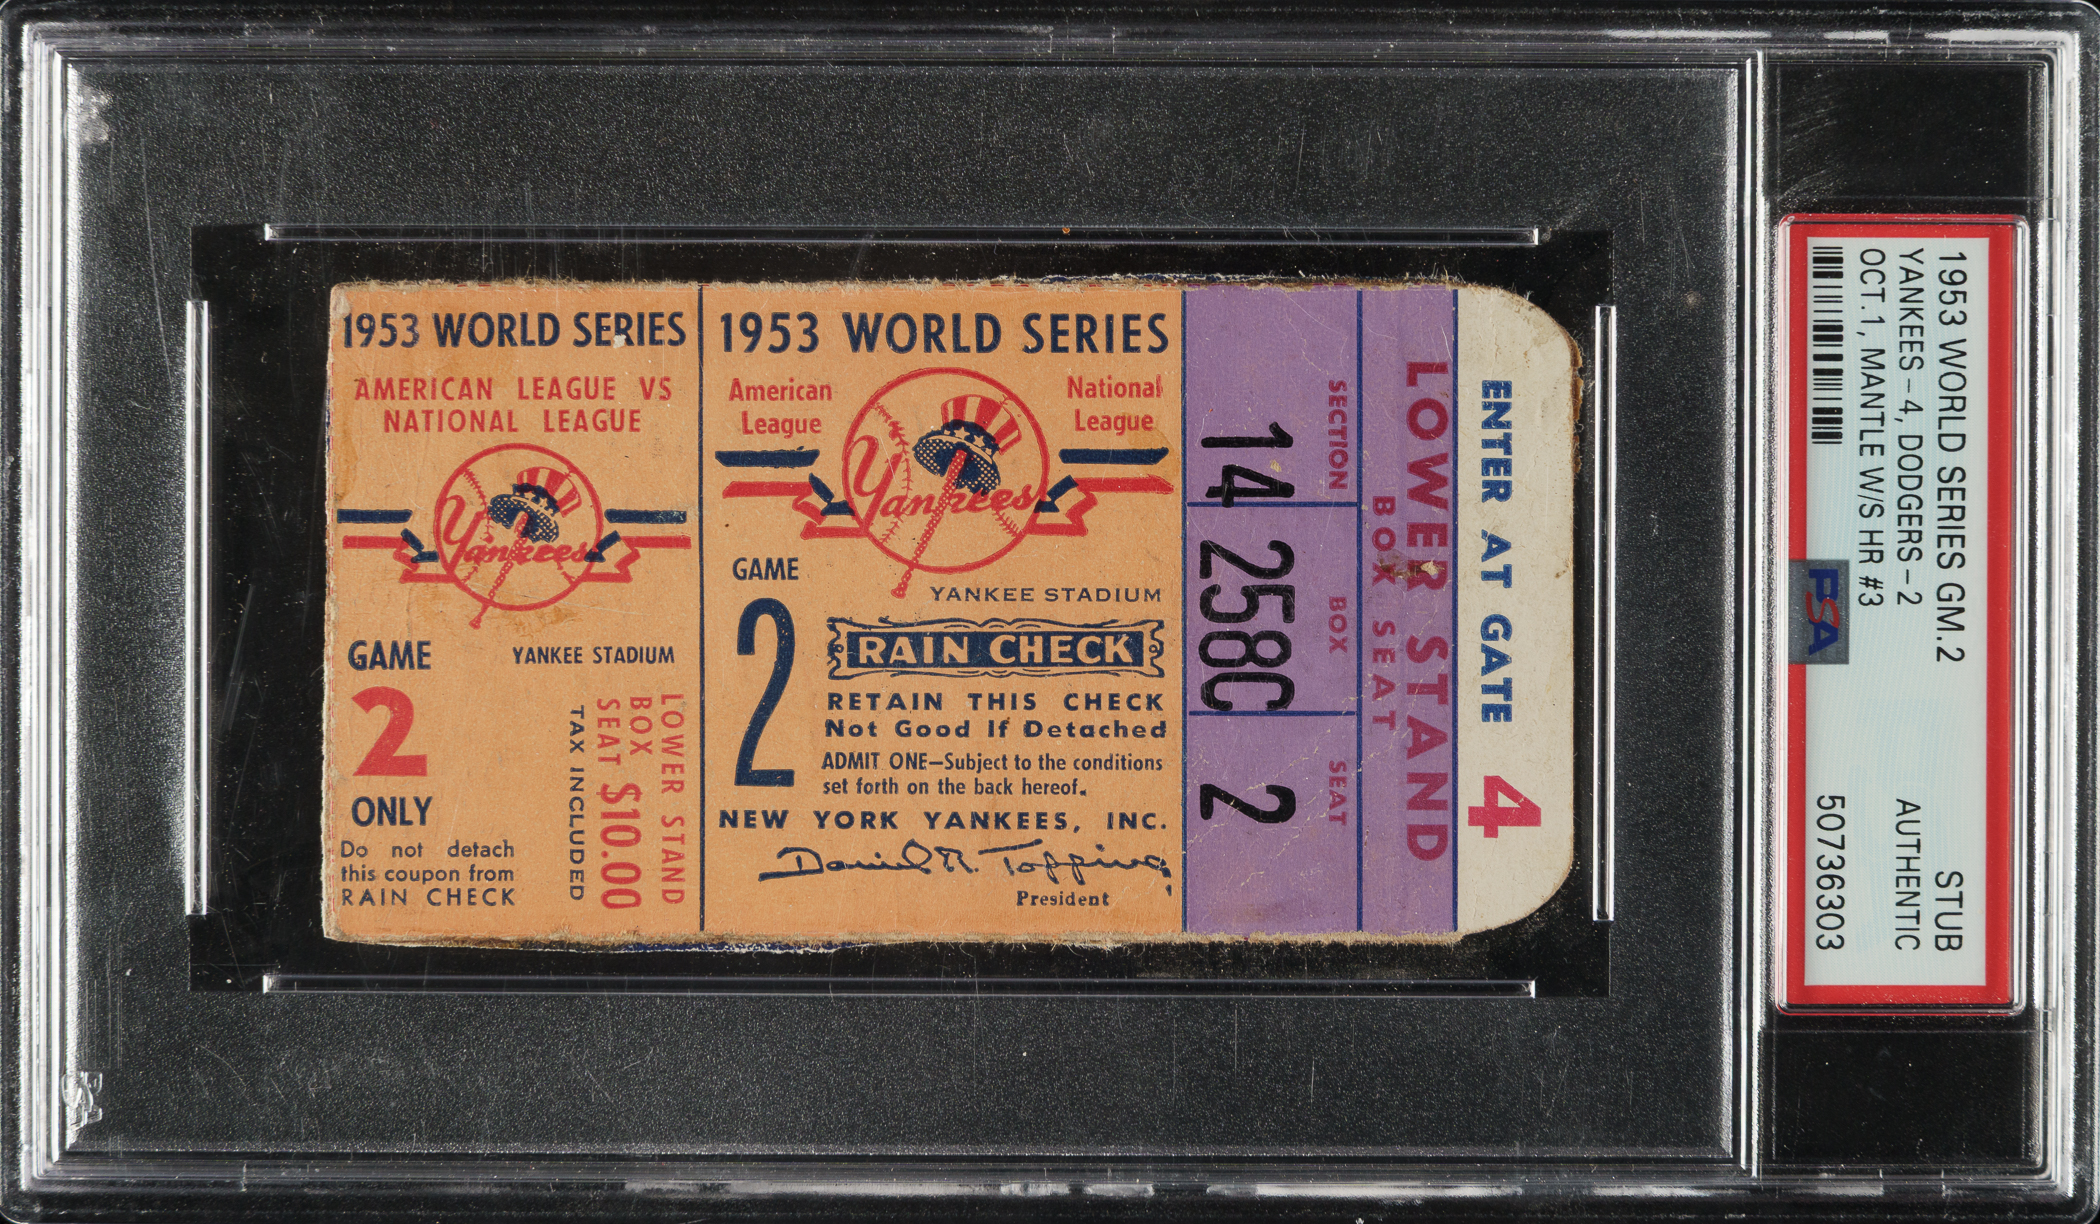 1953 WORLD SERIES
AMERICAN LEAGUE VS
NATIONAL LEAGUE
Yankees
GAME
2
ONLY
YANKEE STADIUM
Do not detach
this coupon from
RAIN CHECK
LOWER STAND
BOX
SEAT $10.00
TAX INCLUDED
1953 WORLD SERIES
American
League
National
League
Yankees
GAME
2
YANKEE STADIUM
RAIN CHECK
RETAIN THIS CHECK
Not Good If Detached
ADMIT ONE—Subject to the conditions
set forth on the back hereof.
NEW YORK YANKEES, INC.
Daniel R. Topping
President
ENTER AT GATE 4
LOWER STAND
BOX SEAT
SECTION BOX SEAT
14 258C 2
1953 WORLD SERIES GM.2 STUB
YANKEES-4, DODGERS-2 AUTHENTIC
OCT.1, MANTLE W/S HR #3
50736303
PSA